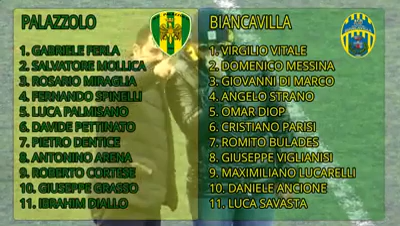 PALAZZOLO
1. GABRIELE FERLA
2. SALVATORE MOLLICA
3. ROSARIO MIRAGLIA
4. FERNANDO SPINELLI
5. LUCA PALMISANO
6. DAVIDE PETTINATO
7. PIETRO DENTICE
8. ANTONINO ARENA
9. ROBERTO CORTESE
10. GIUSEPPE GRASSO
11. IBRAHIM DIALLO
BIANCAVILLA
1. VIRGILIO VITALE
2. DOMENICO MESSINA
3. GIOVANNI DI MARCO
4. ANGELO STRANO
5. OMAR DIOP
6. CRISTIANO PARISI
7. ROMITO BULADES
8. GIUSEPPE VIGLIANISI
9. MAXIMILIANO LUCARELLI
10. DANIELE ANCIONE
11. LUCA SAVASTA